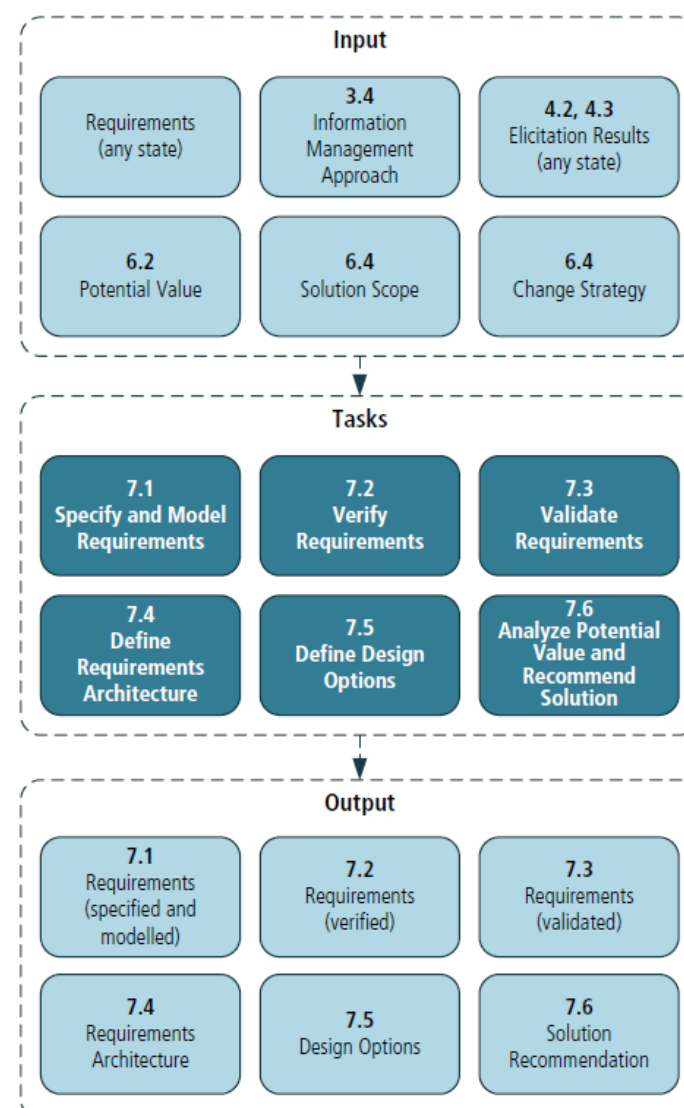 Input
Requirements
(any state)
3.4
Information
Management
Approach
4.2, 4.3
Elicitation Results
(any state)
6.2
Potential Value
6.4
Solution Scope
6.4
Change Strategy
Tasks
7.1
Specify and Model
Requirements
7.2
Verify
Requirements
7.3
Validate
Requirements
7.4
Define
Requirements
Architecture
7.5
Define Design
Options
7.6
Analyze Potential
Value and
Recommend
Solution
Output
7.1
Requirements
(specified and
modelled)
7.2
Requirements
(verified)
7.3
Requirements
(validated)
7.4
Requirements
Architecture
7.5
Design Options
7.6
Solution
Recommendation